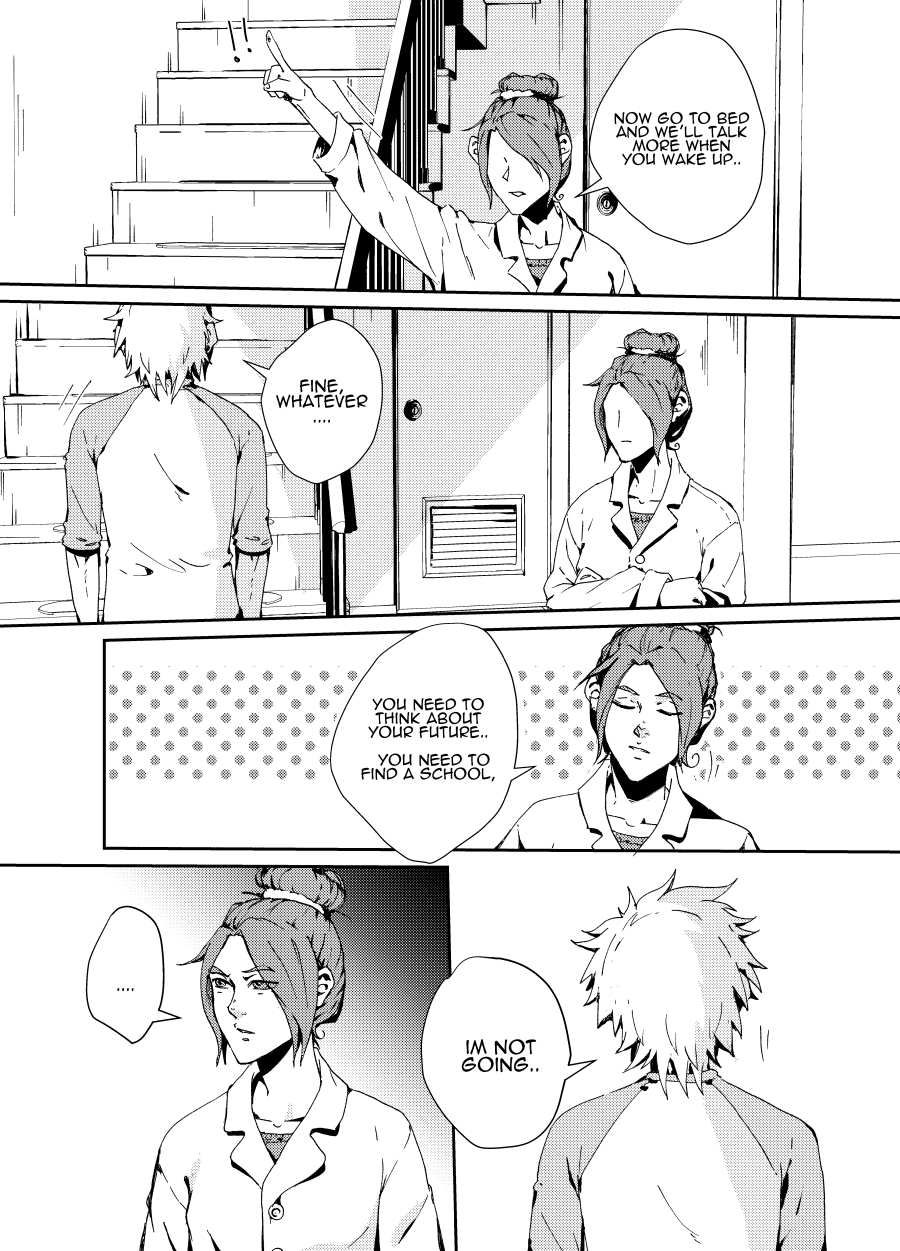 !!
NOW GO TO BED
AND WE'LL TALK
MORE WHEN
YOU WAKE UP..
FINE,
WHATEVER
....
YOU NEED TO
THINK ABOUT
YOUR FUTURE..
YOU NEED TO
FIND A SCHOOL,
....
IM NOT
GOING..